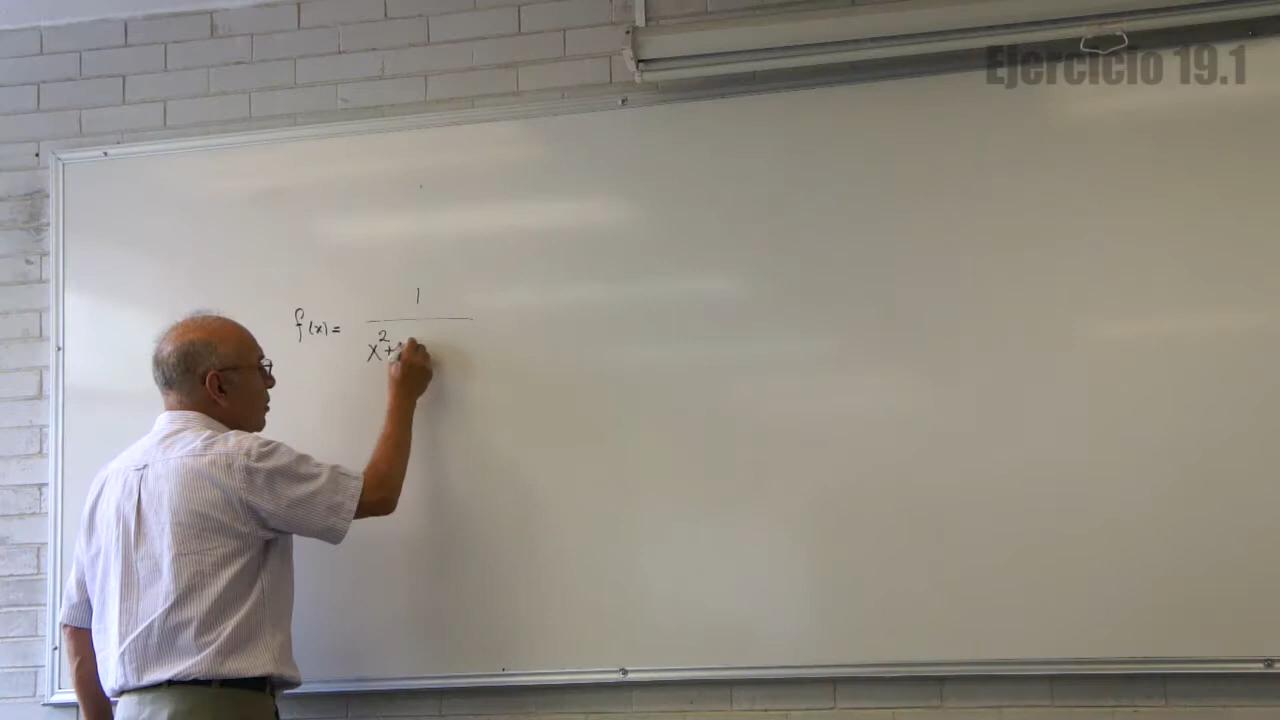 Ejercicio 19.1
f(x) = 1
x² +